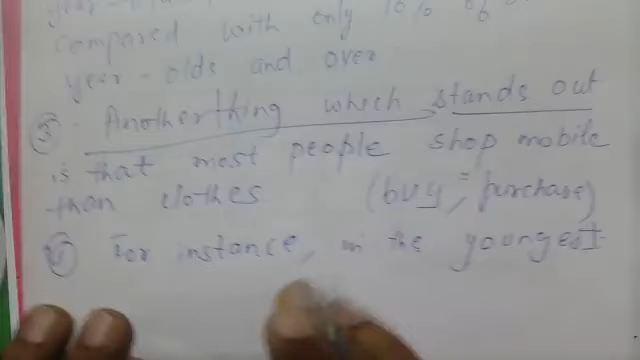 compared with only 10% of
year-olds and over
③. Another thing which stands out
is that most people shop mobile
than clothes (buy, purchase)
④ For instance, in the youngest